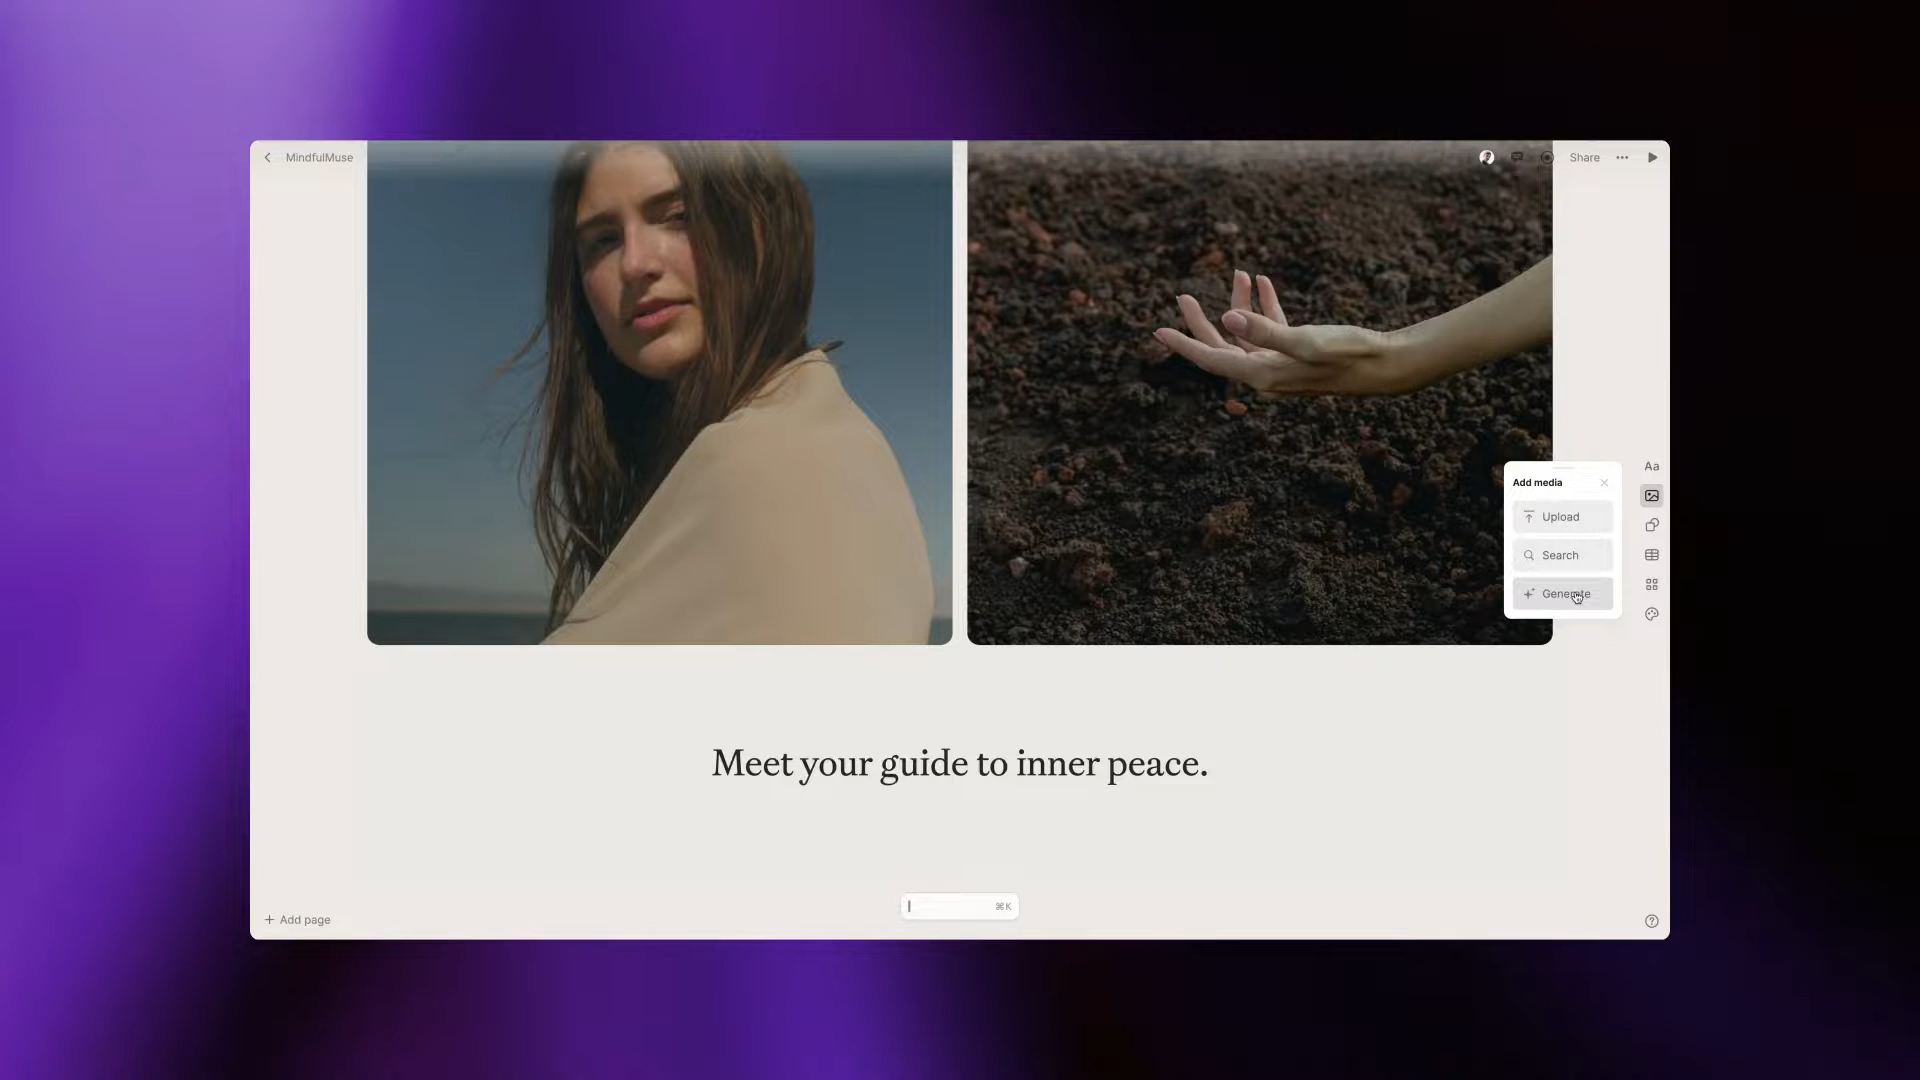 MindfulMuse
Share
Aa
Add media
Upload
Search
Generate
Meet your guide to inner peace.
⌘K
+ Add page
?